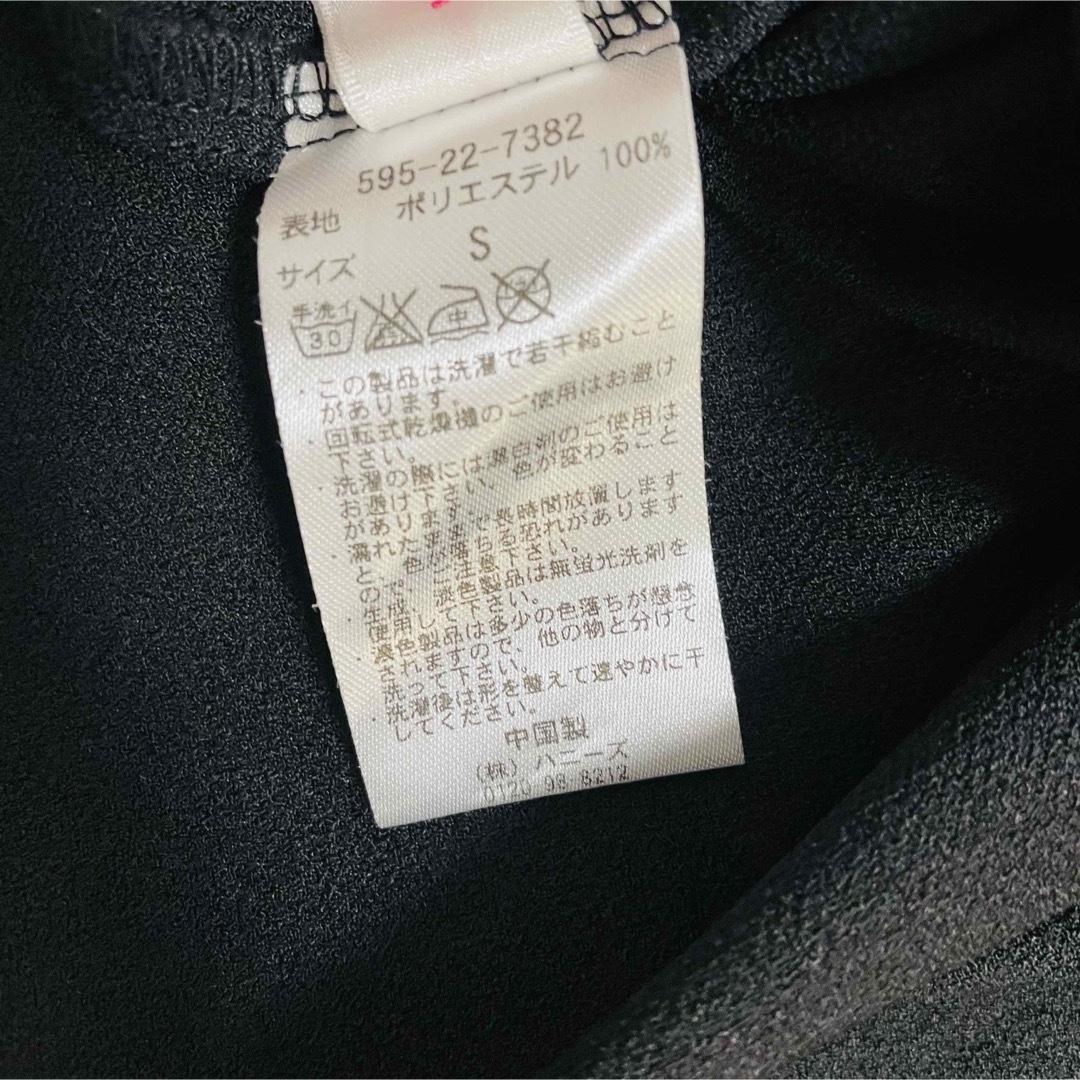 595-22-7382
表地 ポリエステル 100%
サイズ S
手洗イ
30 中
・この製品は洗濯で若干縮むこと
があります。
・回転式乾燥機のご使用はお避け
下さい。
・洗濯の際には漂白剤のご使用は
お避け下さい。色が変わること
があります。
・濡れたままで長時間放置します
と、色落ちする恐れがあります
ので、ご注意下さい。
・生成、淡色製品は無蛍光洗剤を
使用して下さい。
・濃色製品は多少の色落ちが懸念
されますので、他の物と分けて
洗って下さい。
・洗濯後は形を整えて速やかに干
してください。
中国製
(株) ハニーズ
0120 98 8212